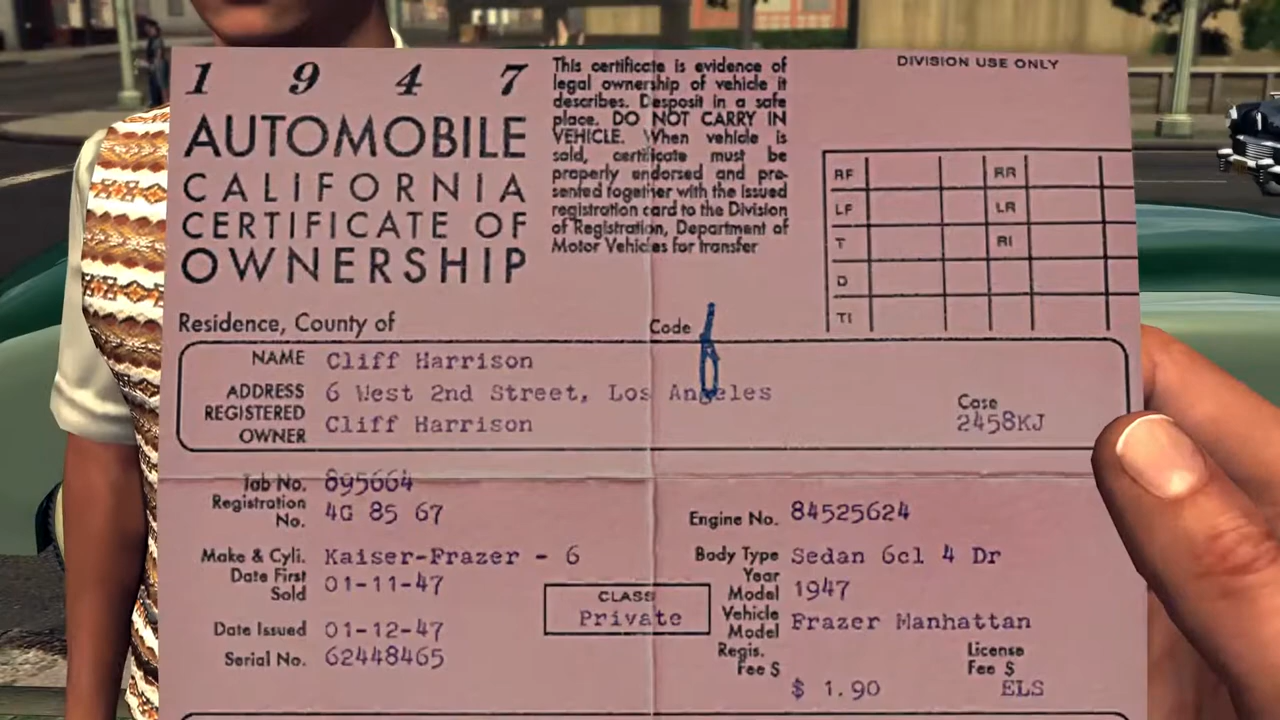 1 9 4 7
AUTOMOBILE
CALIFORNIA
CERTIFICATE OF
OWNERSHIP
This certificate is evidence of
legal ownership of vehicle it
describes. Desposit in a safe
place. DO NOT CARRY IN
VEHICLE. When vehicle is
sold, certificate must be
properly endorsed and pre-
sented together with the issued
registration card to the Division
of Registration, Department of
Motor Vehicles for transfer
DIVISION USE ONLY
RF RR
LF LR
T RI
D
TI
Residence, County of Code
NAME Cliff Harrison
ADDRESS 6 West 2nd Street, Los Angeles
REGISTERED OWNER Cliff Harrison
Case
2458KJ
Tab No. 895664
Registration No. 4G 85 67
Engine No. 84525624
Make & Cyli. Kaiser-Frazer - 6
Body Type Sedan 6cl 4 Dr
Date First Sold 01-11-47
Year Model 1947
CLASS
Private
Date Issued 01-12-47
Vehicle Model Frazer Manhattan
Serial No. 62448465
Regis. Fee $ $ 1.90
License Fee $ ELS